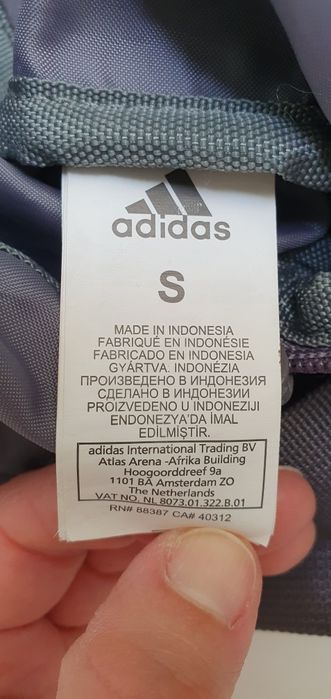 adidas
S
MADE IN INDONESIA
FABRIQUÉ EN INDONÉSIE
FABRICADO EN INDONESIA
GYÁRTVA. INDONÉZIA
ПРОИЗВЕДЕНО В ИНДОНЕЗИЯ
СДЕЛАНО В ИНДОНЕЗИИ
PROIZVEDENO U INDONEZIJI
ENDONEZYA'DA İMAL
EDİLMİŞTİR.
adidas International Trading BV
Atlas Arena -Afrika Building
Hoogoorddreef 9a
1101 BA Amsterdam ZO
The Netherlands
VAT NO. NL 8073.01.322.B.01
RN# 88387 CA# 40312